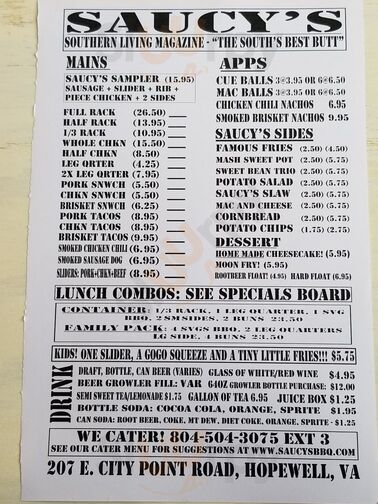 SAUCY'S
SOUTHERN LIVING MAGAZINE - "THE SOUTH'S BEST BUTT"
MAINS
SAUCY'S SAMPLER (15.95)
SAUSAGE + SLIDER + RIB +
PIECE CHICKEN + 2 SIDES
FULL RACK (26.50)
HALF RACK (13.95)
1/3 RACK (10.95)
WHOLE CHKN (15.50)
HALF CHKN (8.50)
LEG QRTER (4.25)
2X LEG QRTER (7.95)
PORK SNWCH (5.50)
CHKN SNWCH (5.50)
BRISKET SNWCH (6.25)
PORK TACOS (8.95)
CHKN TACOS (8.95)
BRISKET TACOS (9.95)
SMOKED CHICKEN CHILI (6.95)
SMOKED SAUSAGE DOG (6.95)
SLIDERS: PORK+CHKN+BEEF (8.95)
APPS
CUE BALLS 3@3.95 OR 6@6.50
MAC BALLS 3@3.95 OR 6@6.50
CHICKEN CHILI NACHOS 6.95
SMOKED BRISKET NACHOS 9.95
SAUCY'S SIDES
FAMOUS FRIES (2.50) (4.50)
MASH SWEET POT (2.50) (5.75)
SWEET BEAN TRIO (2.50) (5.75)
POTATO SALAD (2.50) (5.75)
SAUCY'S SLAW (2.50) (5.75)
MAC AND CHEESE (2.50) (5.75)
CORNBREAD (2.50) (5.75)
POTATO CHIPS (1.75) (2.75)
DESSERT
HOME MADE CHEESECAKE! (5.95)
MOON FRY! (5.95)
ROOTBEER FLOAT! (4.95) HARD FLOAT (6.95)
LUNCH COMBOS: SEE SPECIALS BOARD
CONTAINER: 1/3 RACK, 1 LEG QUARTER, 1 SVG
BBQ, 2 SM SIDES, 2 BUNS 23.50
FAMILY PACK: 4 SVGS BBQ, 2 LEG QUARTERS
LG SIDE, 4 BUNS 23.50
KIDS! ONE SLIDER, A GOGO SQUEEZE AND A TINY LITTLE FRIES!!! $5.75
DRINK
DRAFT, BOTTLE, CAN BEER (VARIES) GLASS OF WHITE/RED WINE $4.95
BEER GROWLER FILL: VAR 64OZ GROWLER BOTTLE PURCHASE: $12.00
SEMI SWEET TEA/LEMONADE $1.75 GALLON OF TEA 6.95 JUICE BOX $1.25
BOTTLE SODA: COCOA COLA, ORANGE, SPRITE $1.95
CAN SODA: ROOT BEER, COKE, MT DEW, DIET COKE, ORANGE, SPRITE - $1.25
WE CATER! 804-504-3075 EXT 3
SEE OUR CATER MENU FOR SUGGESTIONS AT WWW.SAUCYSBBQ.COM
207 E. CITY POINT ROAD, HOPEWELL, VA